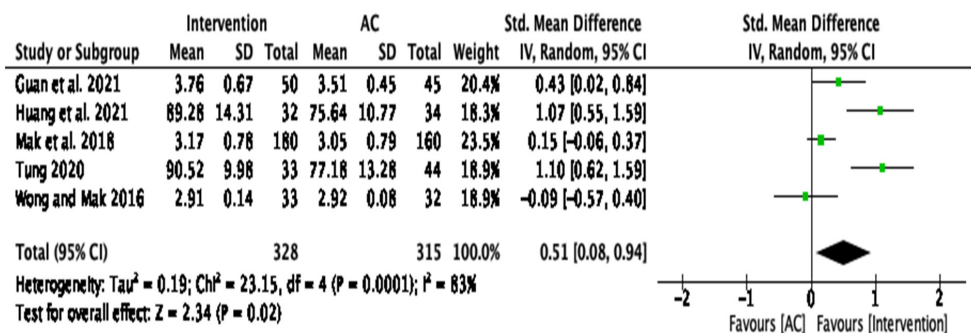 Intervention AC Std. Mean Difference Std. Mean Difference
Study or Subgroup Mean SD Total Mean SD Total Weight IV, Random, 95% CI IV, Random, 95% CI
Guan et al. 2021 3.76 0.67 50 3.51 0.45 45 20.4% 0.43 [0.02, 0.84]
Huang et al. 2021 89.28 14.31 32 75.64 10.77 34 18.3% 1.07 [0.55, 1.59]
Mak et al. 2018 3.17 0.78 180 3.05 0.79 160 23.5% 0.15 [−0.06, 0.37]
Tung 2020 90.52 9.98 33 77.18 13.28 44 18.9% 1.10 [0.62, 1.59]
Wong and Mak 2016 2.91 0.14 33 2.92 0.08 32 18.9% −0.09 [−0.57, 0.40]
Total (95% CI) 328 315 100.0% 0.51 [0.08, 0.94]
Heterogeneity: Tau² = 0.19; Chi² = 23.15, df = 4 (P = 0.0001); I² = 83%
Test for overall effect: Z = 2.34 (P = 0.02)
−2 −1 0 1 2
Favours [AC] Favours [Intervention]